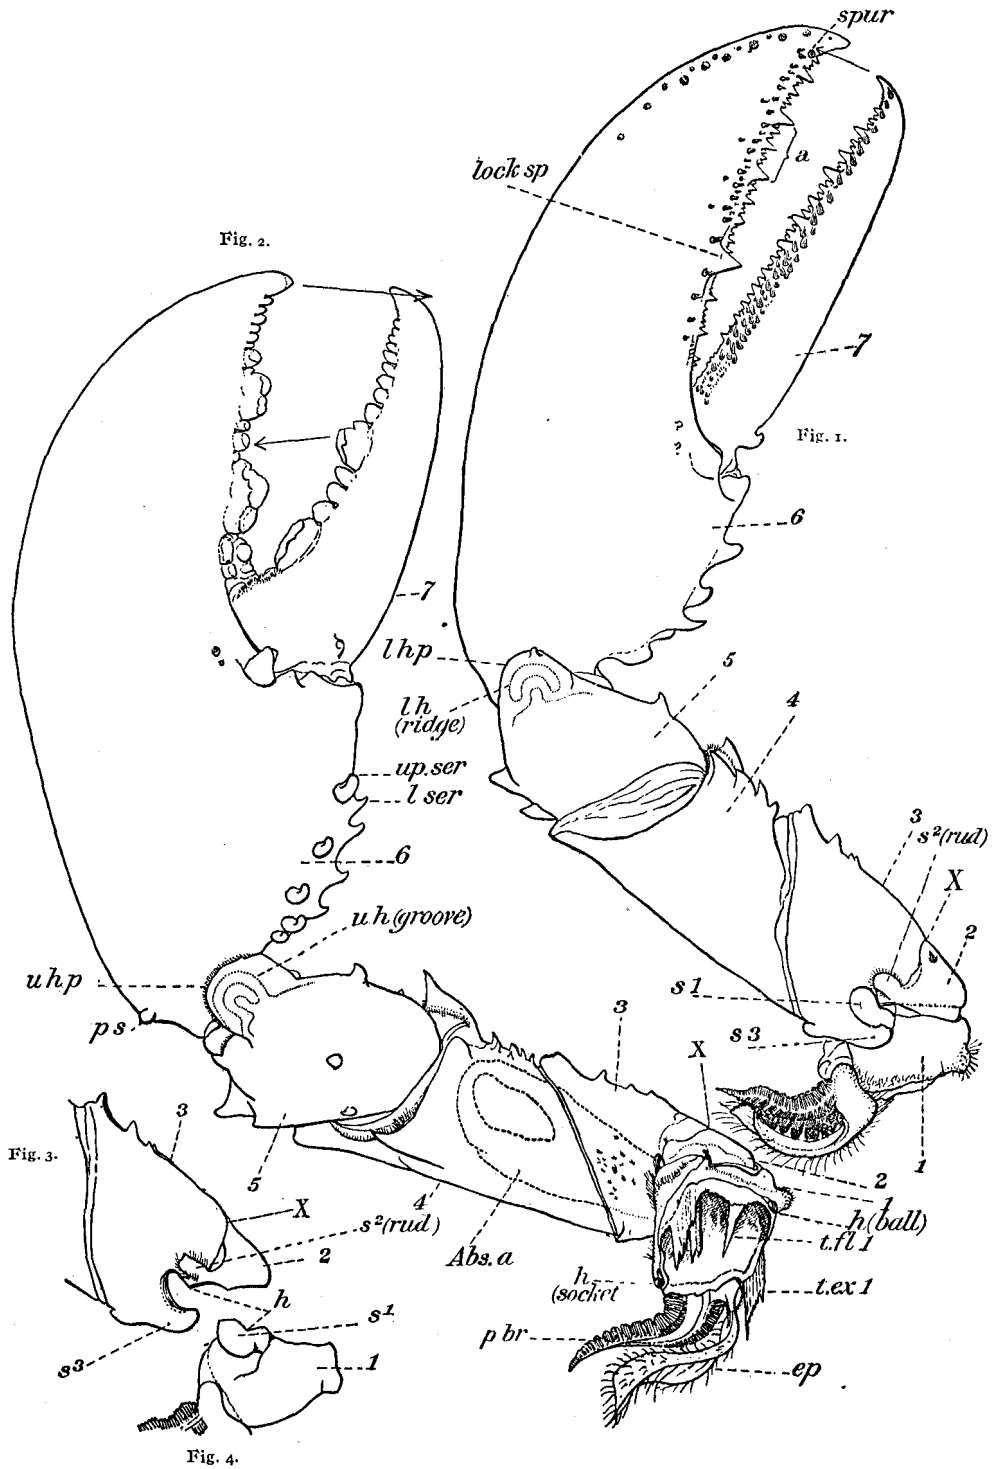 spur
a
lock sp
7
Fig. 1.
6
l h p
l h
(ridge)
5
4
3
s²(rud)
X
2
s 1
s 3
1
Fig. 2.
7
up. ser
l ser
6
u. h (groove)
u h p
p s
3
X
5
4
Abs. a
2
1
h (ball)
t. fl 1
h
(socket
t. ex 1
p br
ep
Fig. 3.
3
X
s²(rud)
2
h
s¹
s3
1
Fig. 4.